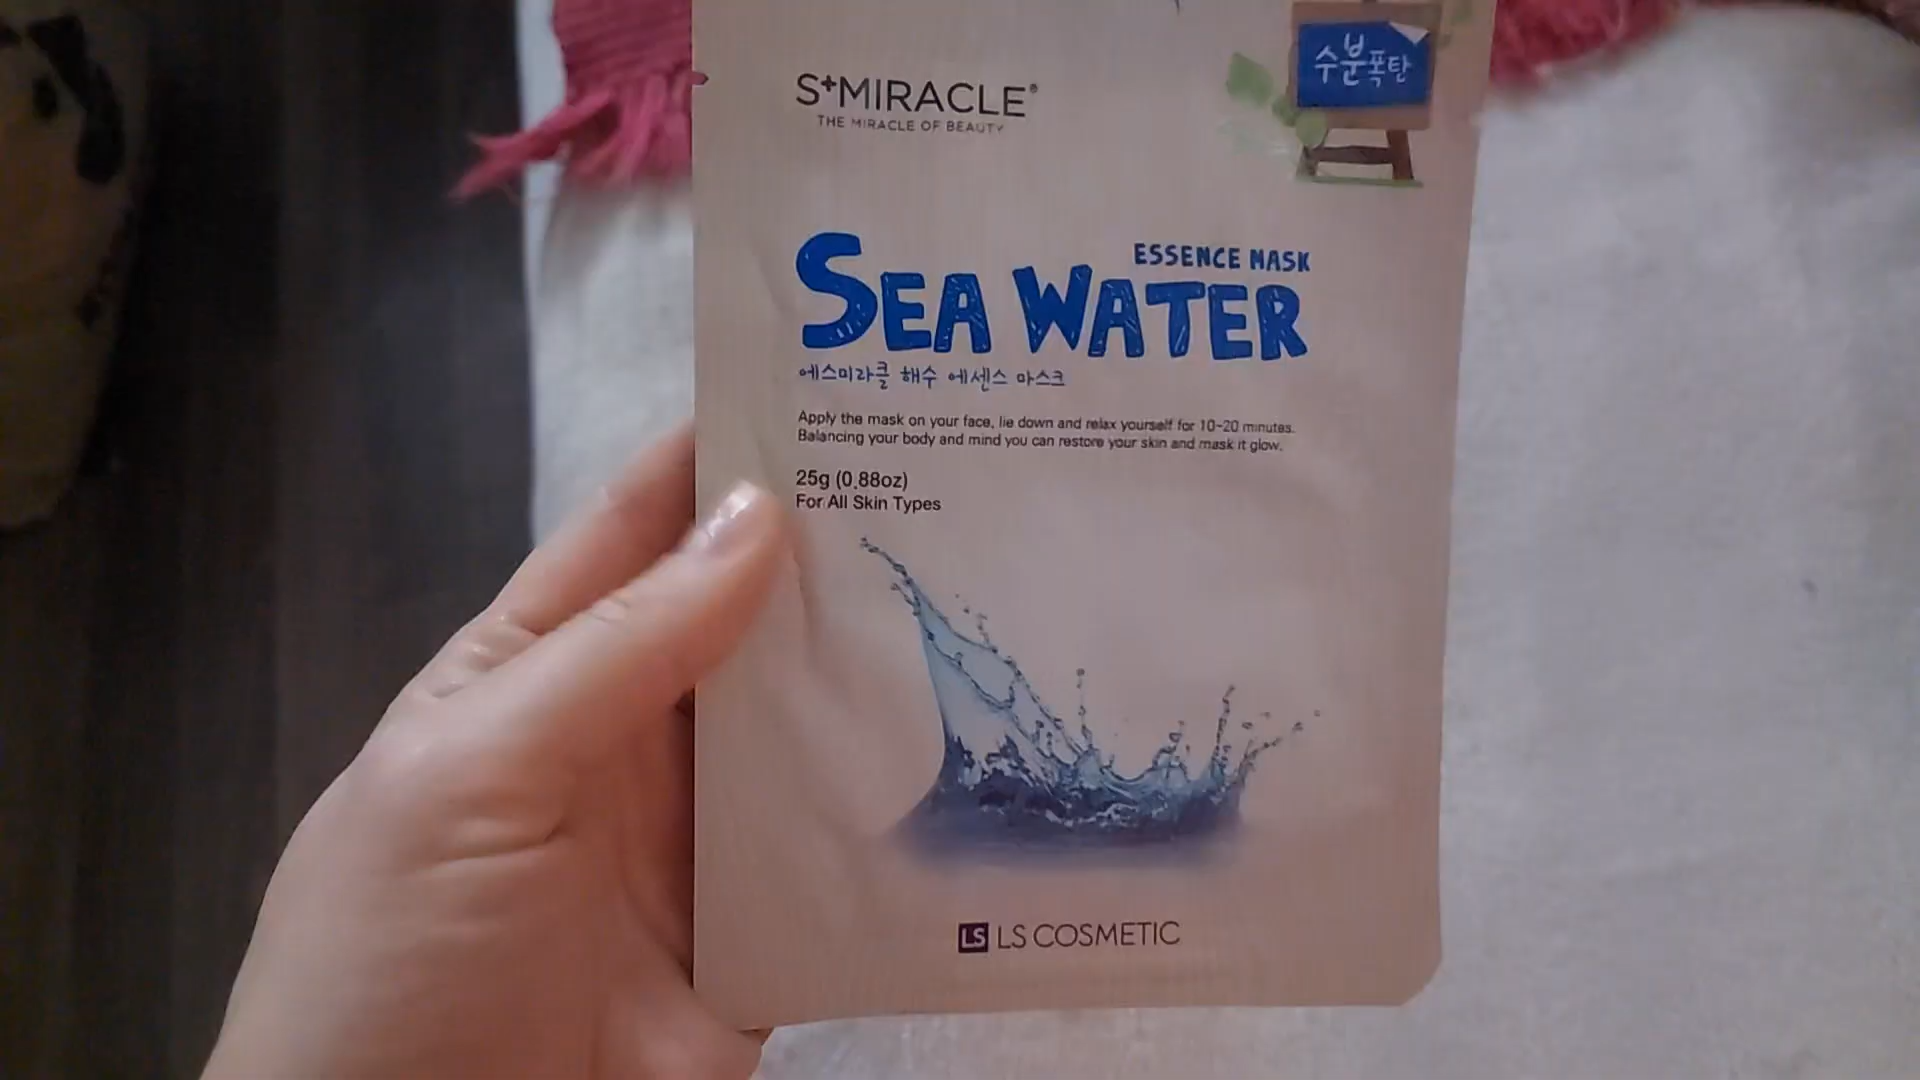 수분폭탄
S+MIRACLE®
THE MIRACLE OF BEAUTY
ESSENCE MASK
SEA WATER
에스미라클 해수 에센스 마스크
Apply the mask on your face, lie down and relax yourself for 10-20 minutes.
Balancing your body and mind you can restore your skin and mask it glow.
25g (0.88oz)
For All Skin Types
LS LS COSMETIC